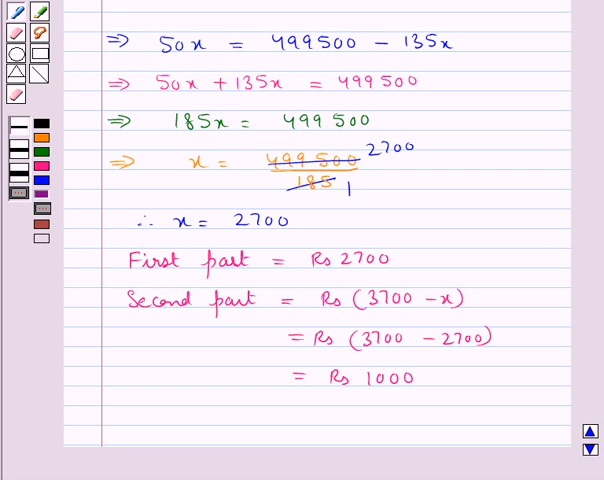 ⇒ 50x = 499500 - 135x
⇒ 50x + 135x = 499500
⇒ 185x = 499500
⇒ x = 499500/185 2700 1
∴ x = 2700
First part = Rs 2700
Second part = Rs (3700 - x)
= Rs (3700 - 2700)
= Rs 1000